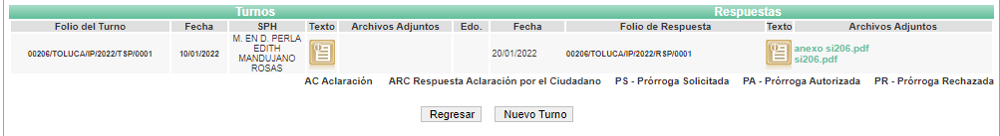 Turnos Respuestas
Folio del Turno Fecha SPH Texto Archivos Adjuntos Edo. Fecha Folio de Respuesta Texto Archivos Adjuntos
00206/TOLUCA/IP/2022/TSP/0001 10/01/2022 M. EN D. PERLA EDITH MANDUJANO ROSAS 20/01/2022 00206/TOLUCA/IP/2022/RSP/0001 anexo si206.pdf
si206.pdf
AC Aclaración ARC Respuesta Aclaración por el Ciudadano PS - Prórroga Solicitada PA - Prórroga Autorizada PR - Prórroga Rechazada
Regresar Nuevo Turno